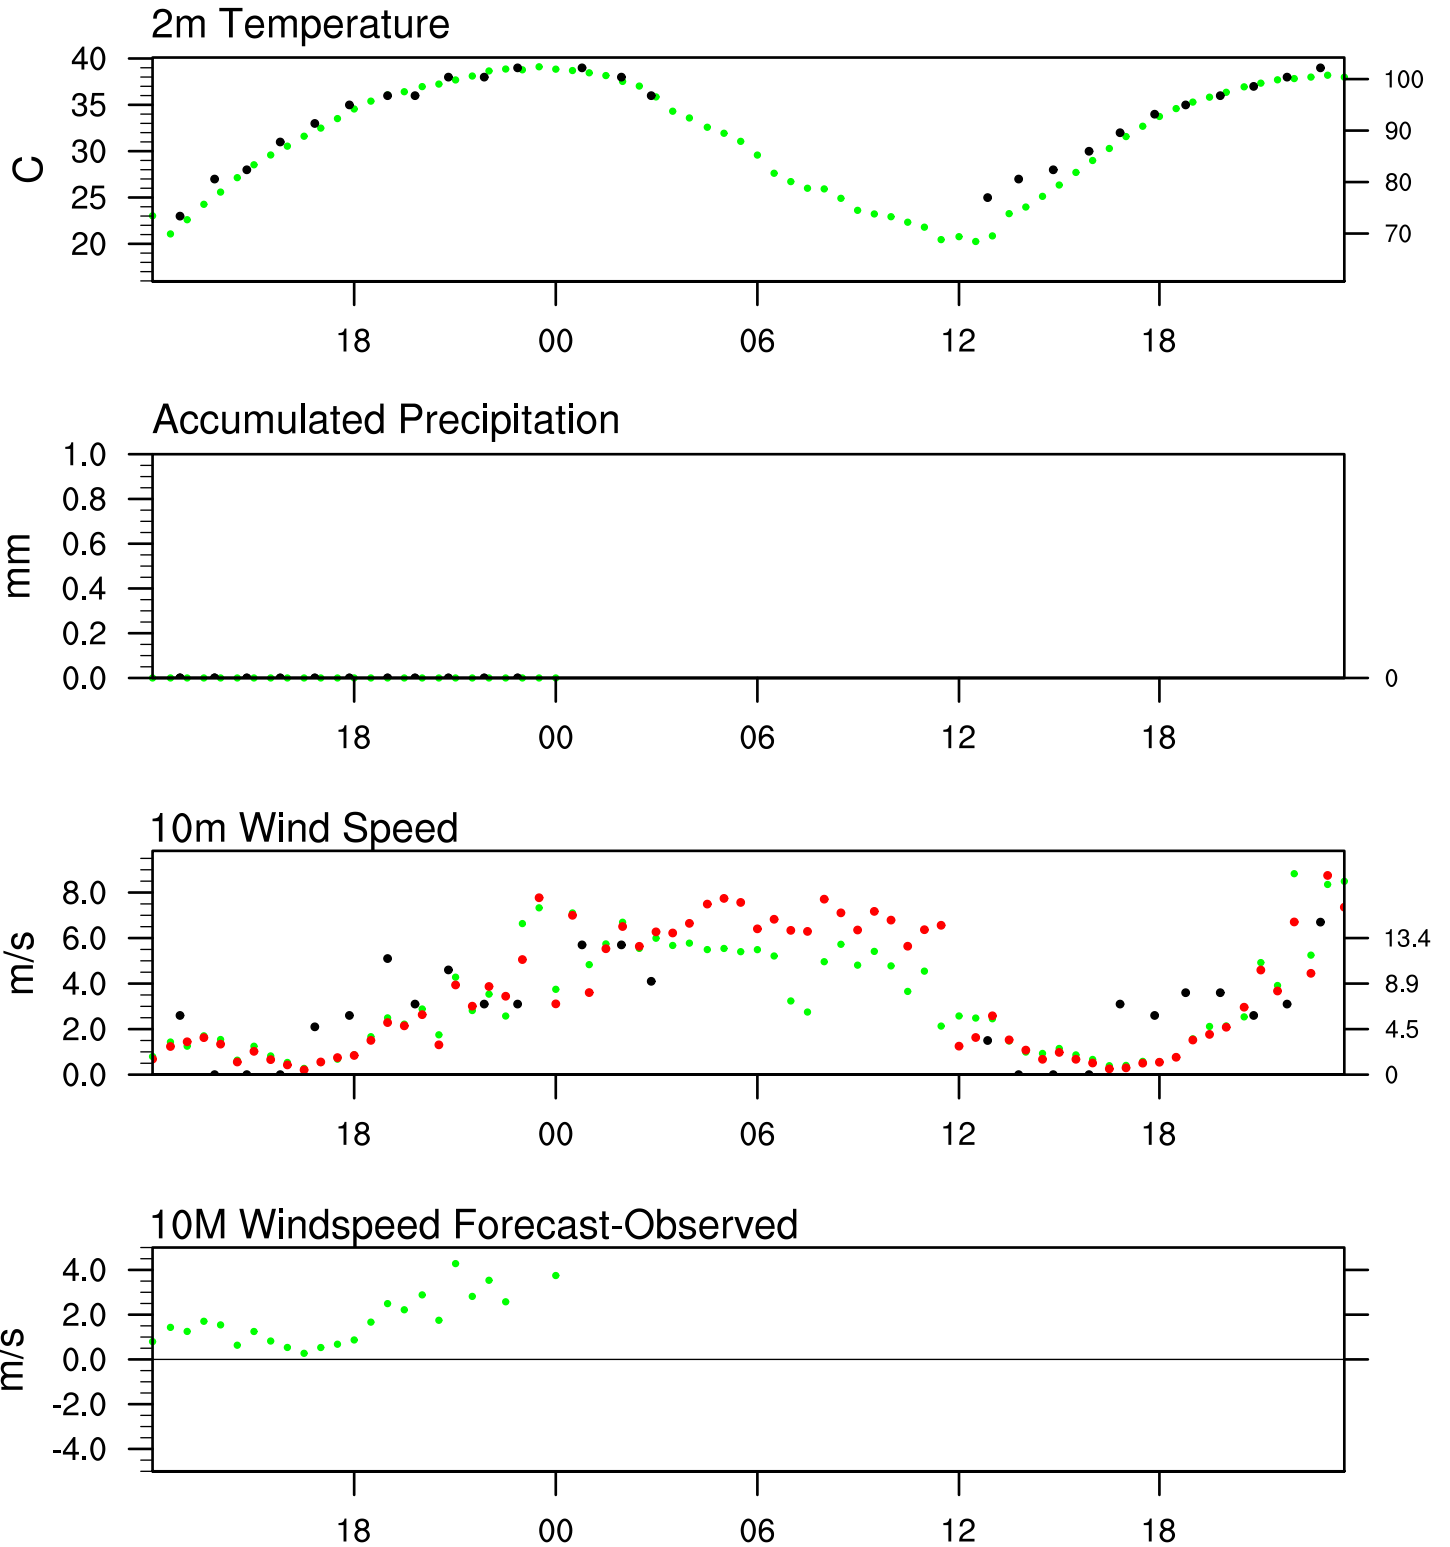 2m Temperature
40
35
30
25
20
C
100
90
80
70
18 00 06 12 18
Accumulated Precipitation
1.0
0.8
0.6
0.4
0.2
0.0
mm
0
18 00 06 12 18
10m Wind Speed
8.0
6.0
4.0
2.0
0.0
m/s
13.4
8.9
4.5
0
18 00 06 12 18
10M Windspeed Forecast-Observed
4.0
2.0
0.0
-2.0
-4.0
m/s
18 00 06 12 18